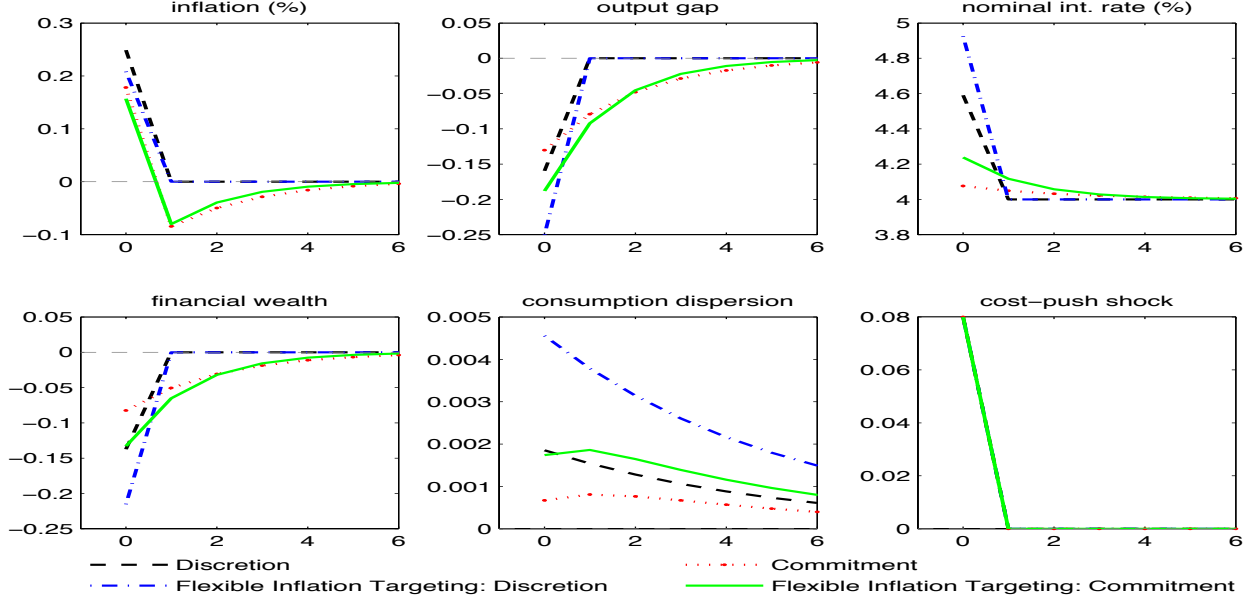 inflation (%)
output gap
nominal int. rate (%)
0.3
0.2
0.1
0
−0.1
0 2 4 6
0.05
0
−0.05
−0.1
−0.15
−0.2
−0.25
0 2 4 6
5
4.8
4.6
4.4
4.2
4
3.8
0 2 4 6
financial wealth
consumption dispersion
cost−push shock
0.05
0
−0.05
−0.1
−0.15
−0.2
−0.25
0 2 4 6
0.005
0.004
0.003
0.002
0.001
0
0 2 4 6
0.08
0.06
0.04
0.02
0
0 2 4 6
Discretion
Commitment
Flexible Inflation Targeting: Discretion
Flexible Inflation Targeting: Commitment